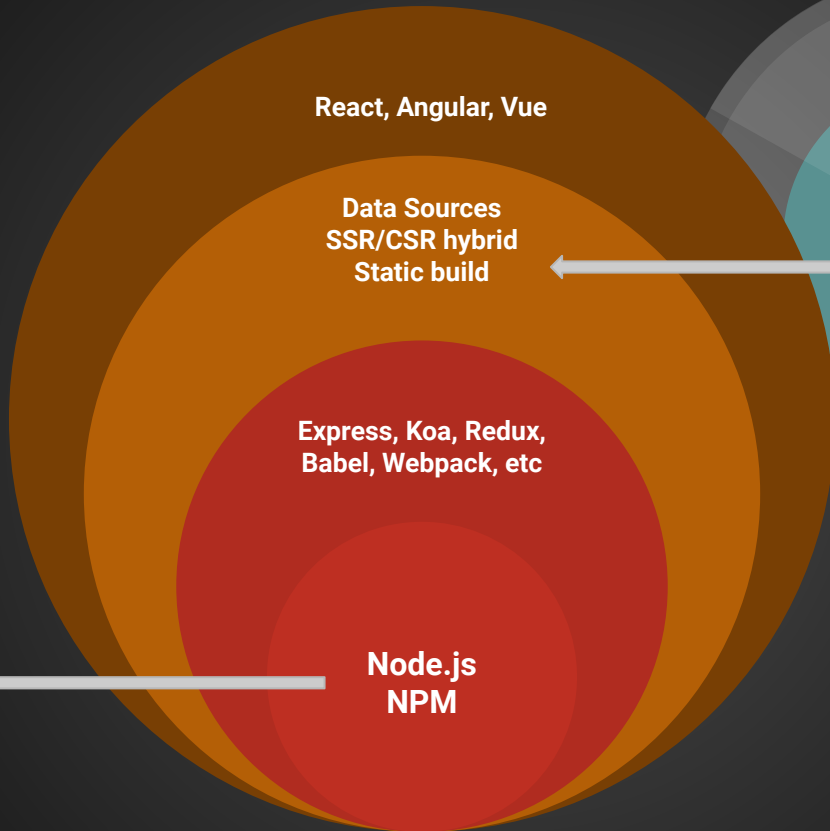 React, Angular, Vue
Data Sources
SSR/CSR hybrid
Static build
Express, Koa, Redux,
Babel, Webpack, etc
Node.js
NPM